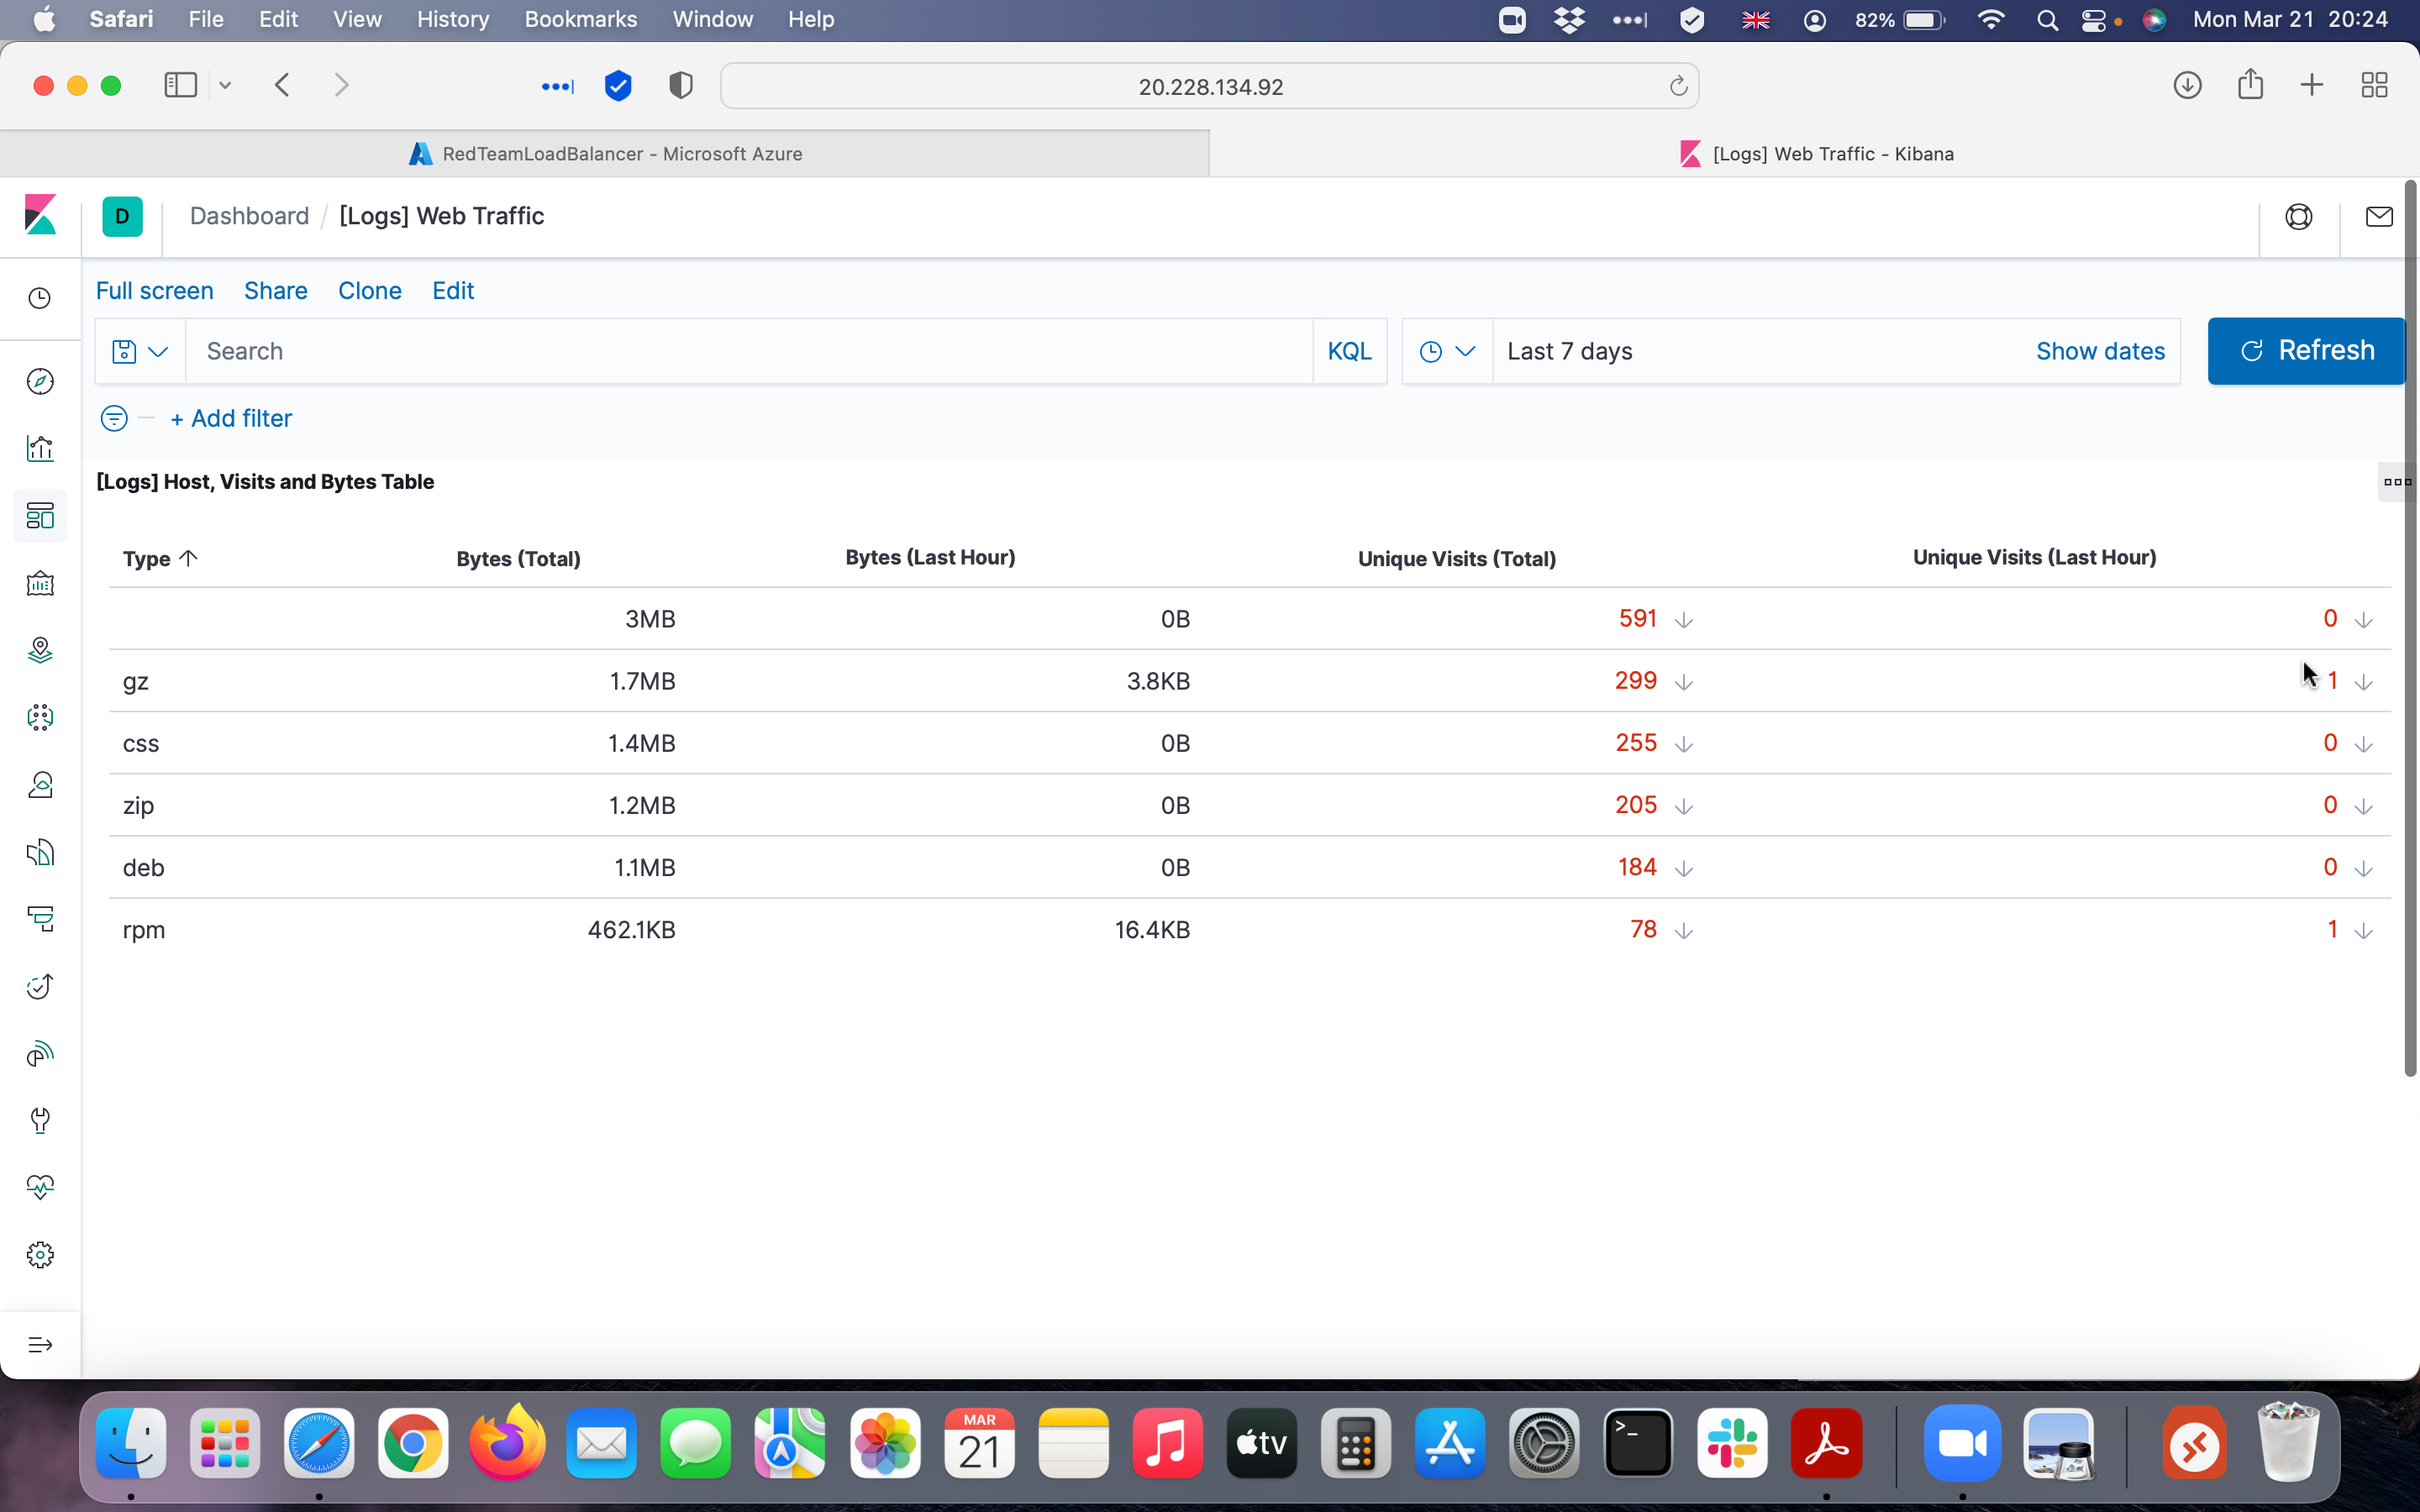 Safari File Edit View History Bookmarks Window Help 82% Mon Mar 21 20:24
20.228.134.92
RedTeamLoadBalancer - Microsoft Azure
[Logs] Web Traffic - Kibana
D Dashboard / [Logs] Web Traffic
Full screen Share Clone Edit
Search KQL Last 7 days Show dates Refresh
+ Add filter
[Logs] Host, Visits and Bytes Table
Type Bytes (Total) Bytes (Last Hour) Unique Visits (Total) Unique Visits (Last Hour)
3MB 0B 591 0
gz 1.7MB 3.8KB 299 1
css 1.4MB 0B 255 0
zip 1.2MB 0B 205 0
deb 1.1MB 0B 184 0
rpm 462.1KB 16.4KB 78 1
MAR
21
tv
>_